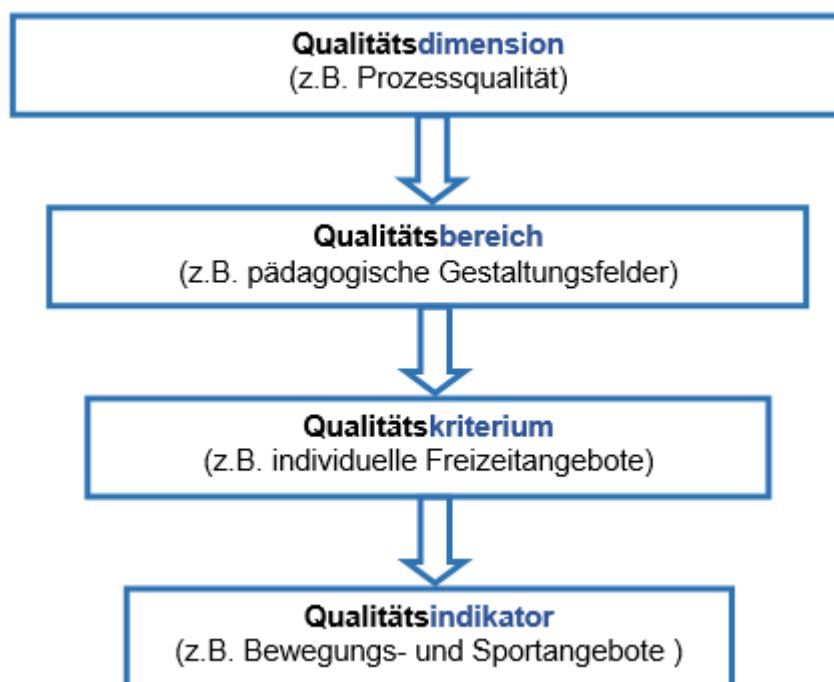 Qualitätsdimension
(z.B. Prozessqualität)
Qualitätsbereich
(z.B. pädagogische Gestaltungsfelder)
Qualitätskriterium
(z.B. individuelle Freizeitangebote)
Qualitätsindikator
(z.B. Bewegungs- und Sportangebote )